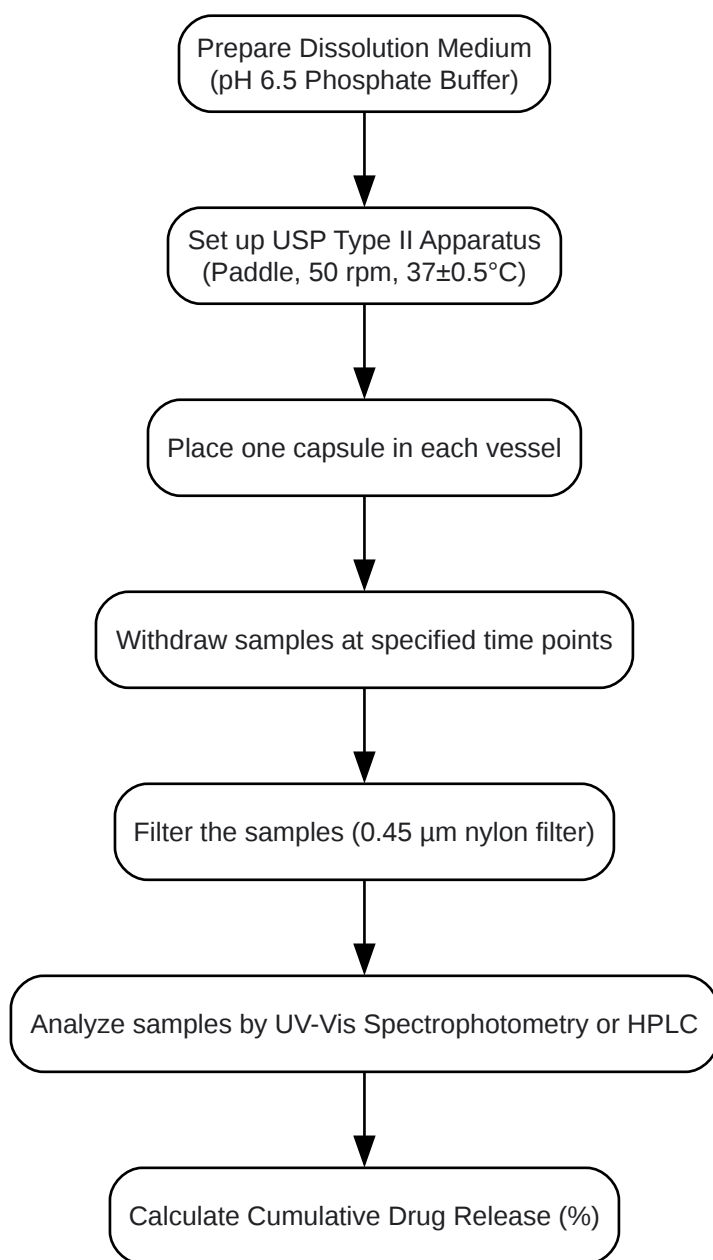 Prepare Dissolution Medium
(pH 6.5 Phosphate Buffer)
Set up USP Type II Apparatus
(Paddle, 50 rpm, 37±0.5°C)
Place one capsule in each vessel
Withdraw samples at specified time points
Filter the samples (0.45 µm nylon filter)
Analyze samples by UV-Vis Spectrophotometry or HPLC
Calculate Cumulative Drug Release (%)